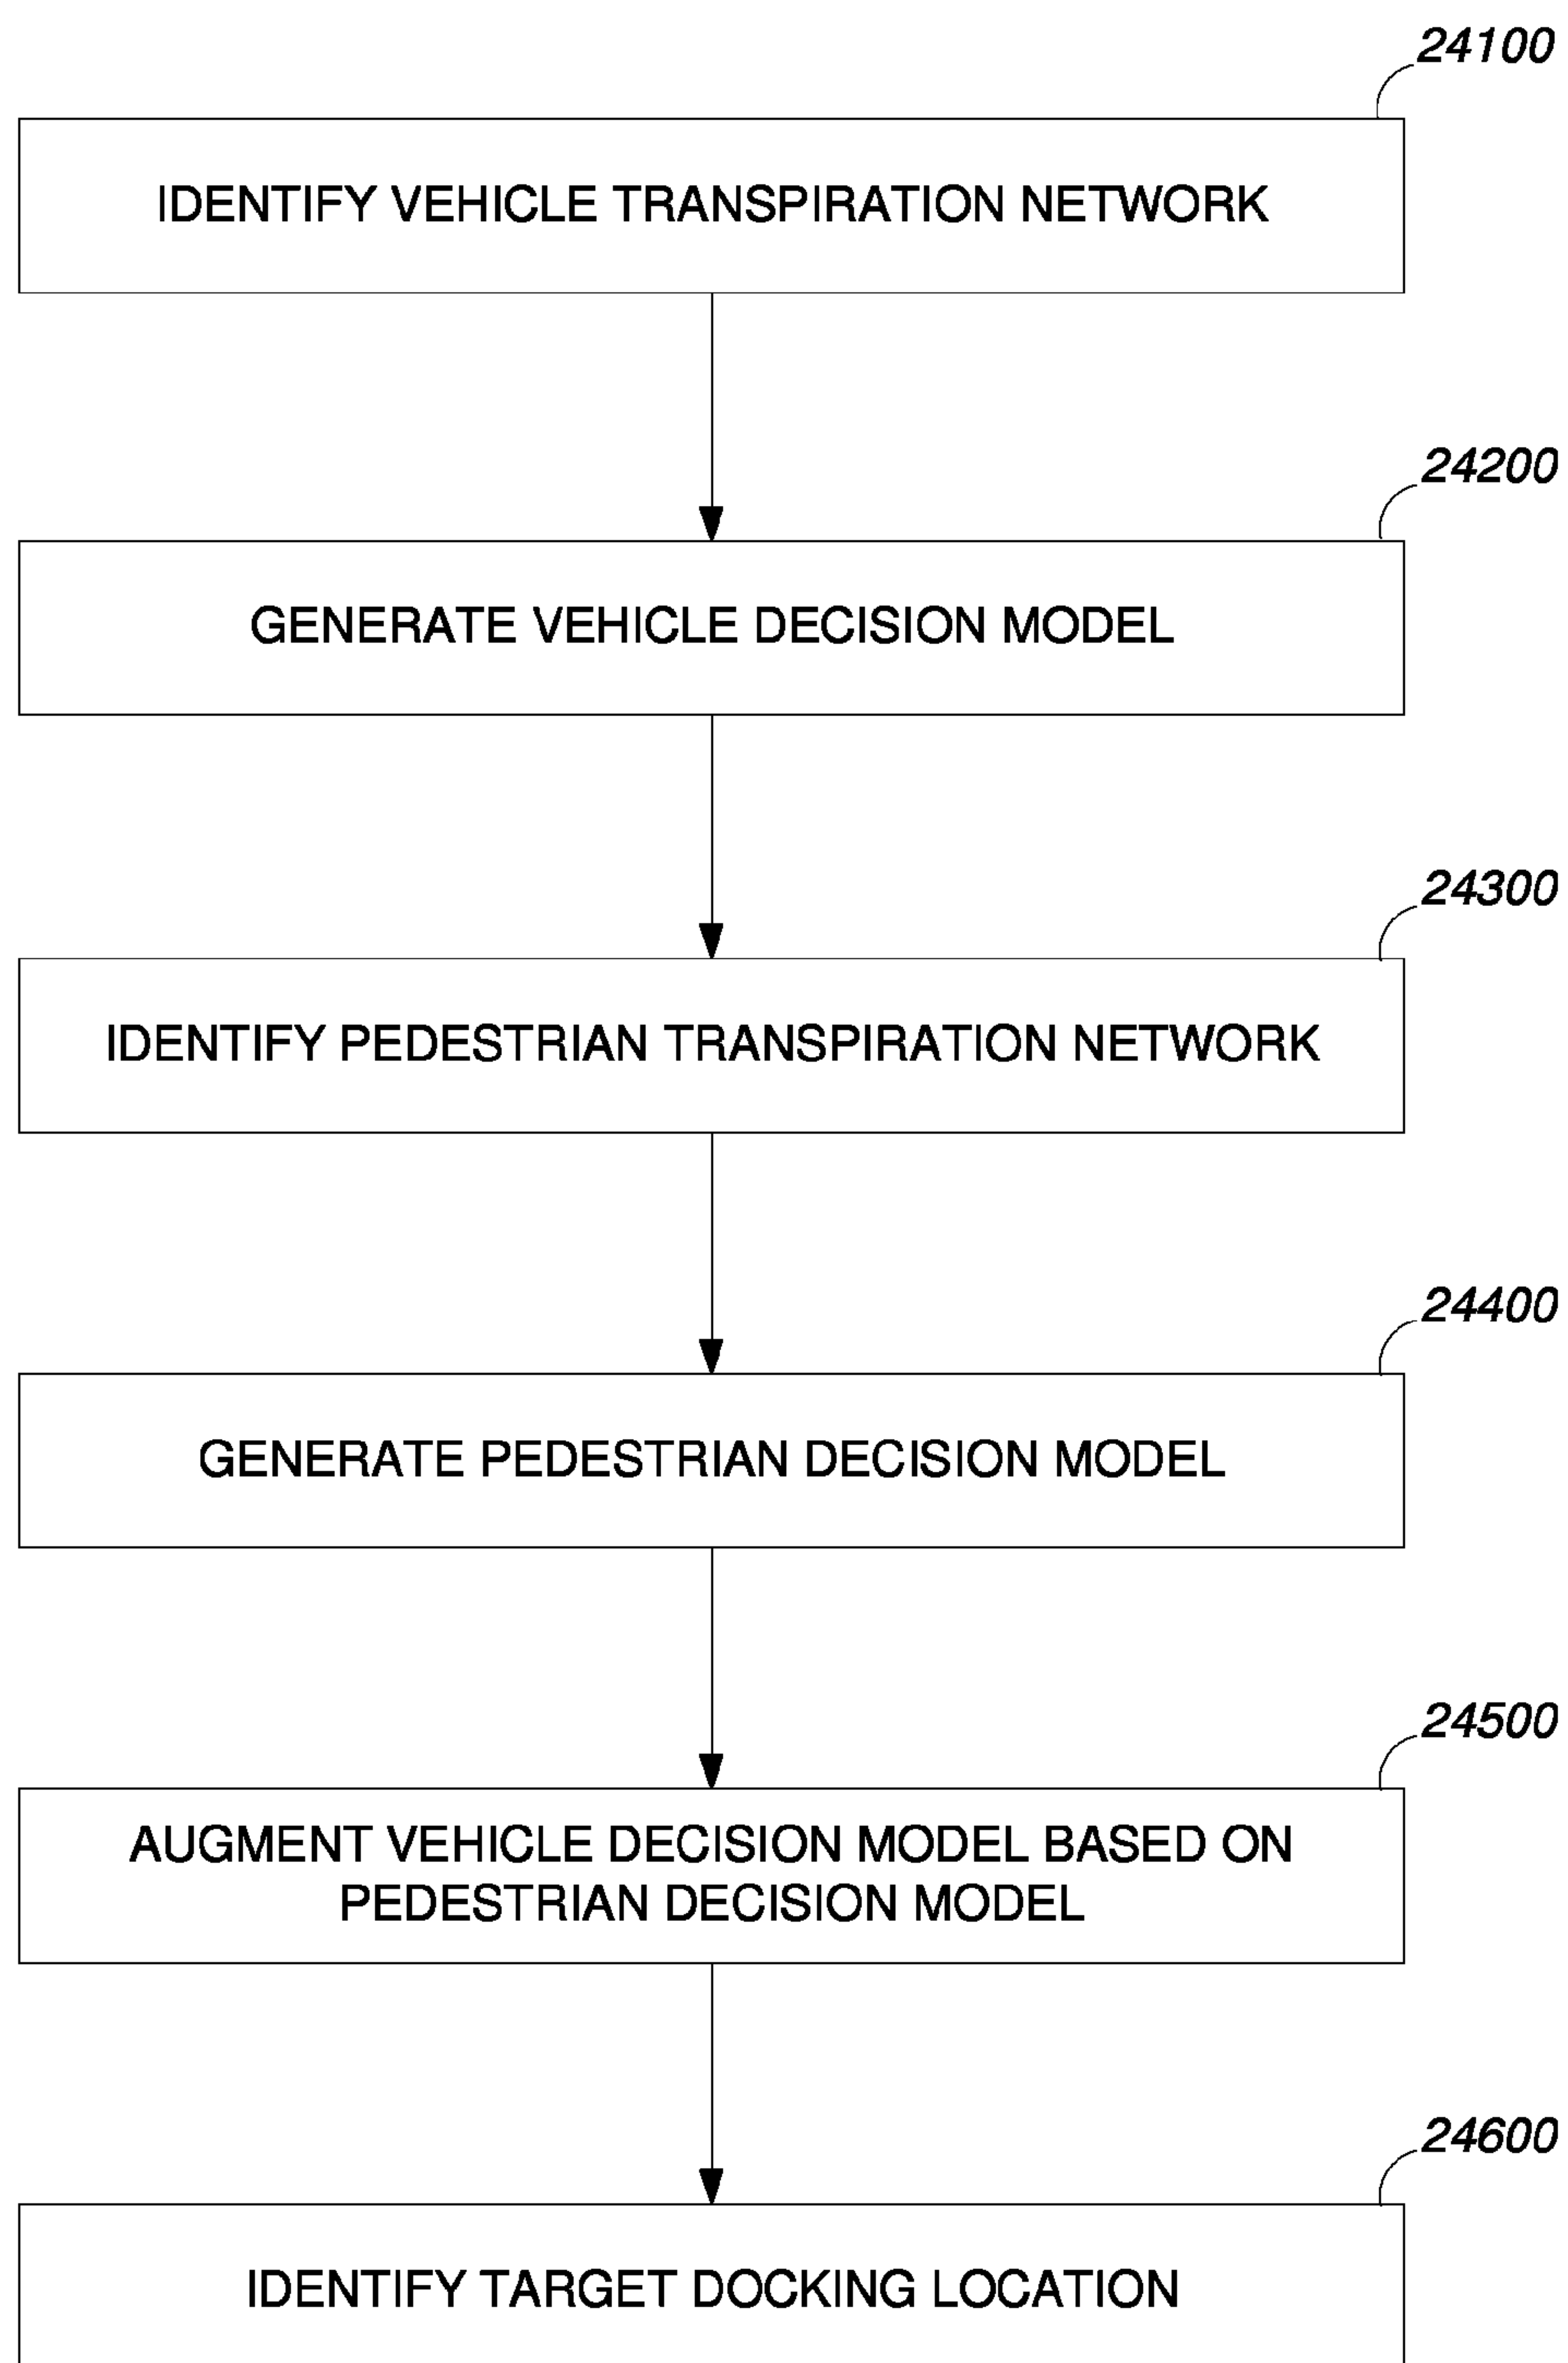 24100
IDENTIFY VEHICLE TRANSPIRATION NETWORK
24200
GENERATE VEHICLE DECISION MODEL
24300
IDENTIFY PEDESTRIAN TRANSPIRATION NETWORK
24400
GENERATE PEDESTRIAN DECISION MODEL
24500
AUGMENT VEHICLE DECISION MODEL BASED ON
PEDESTRIAN DECISION MODEL
24600
IDENTIFY TARGET DOCKING LOCATION